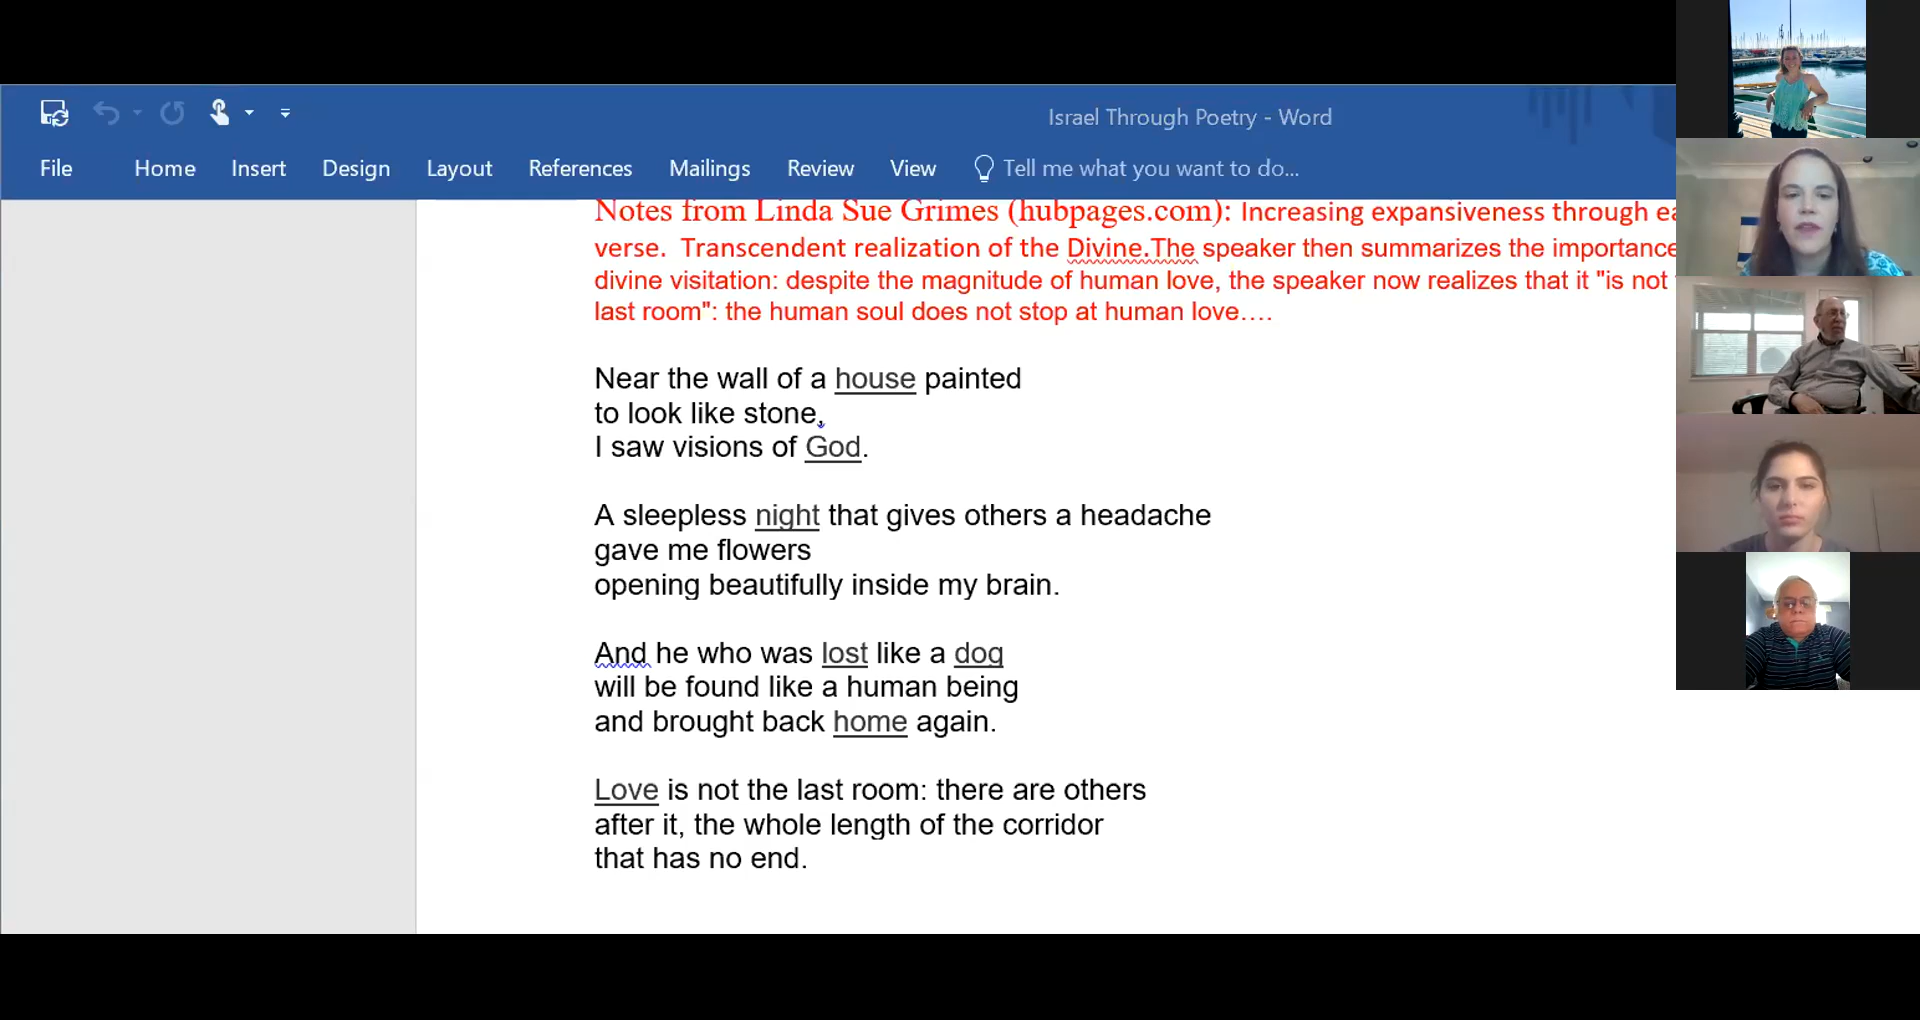 Israel Through Poetry - Word
File Home Insert Design Layout References Mailings Review View Tell me what you want to do...
Notes from Linda Sue Grimes (hubpages.com): Increasing expansiveness through
verse. Transcendent realization of the Divine.The speaker then summarizes the importance
divine visitation: despite the magnitude of human love, the speaker now realizes that it "is not
last room": the human soul does not stop at human love….
Near the wall of a house painted
to look like stone,
I saw visions of God.
A sleepless night that gives others a headache
gave me flowers
opening beautifully inside my brain.
And he who was lost like a dog
will be found like a human being
and brought back home again.
Love is not the last room: there are others
after it, the whole length of the corridor
that has no end.